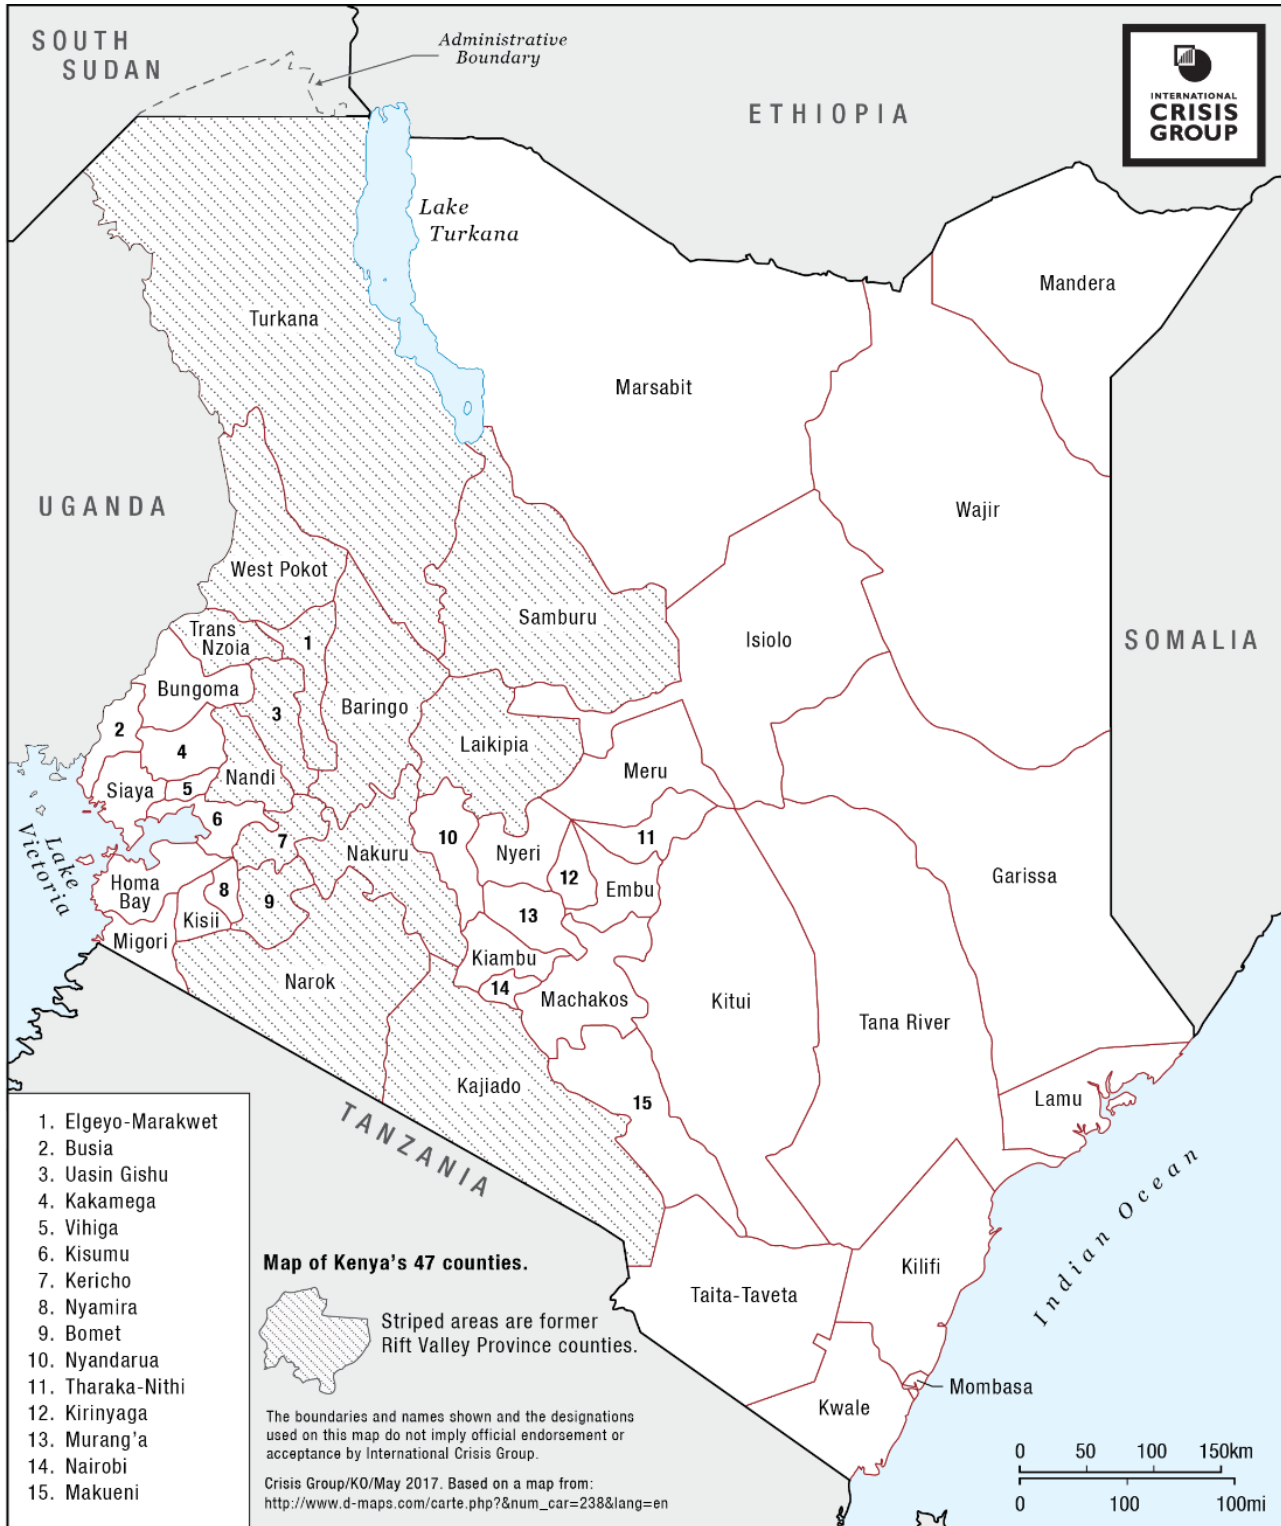 SOUTH
SUDAN
Administrative
Boundary
ETHIOPIA
INTERNATIONAL
CRISIS
GROUP
Lake
Turkana
Mandera
Turkana
Marsabit
UGANDA
Wajir
West Pokot
Samburu
Trans
Nzoia
1
Isiolo
SOMALIA
Bungoma
Baringo
2
3
4
Laikipia
Nandi
Meru
Siaya
5
6
Lake
Victoria
7
10
11
Nakuru
Nyeri
Homa
Bay
8
9
12
Embu
Garissa
Kisii
13
Migori
Kiambu
Narok
14
Machakos
Kitui
Tana River
Kajiado
15
Lamu
TANZANIA
Indian Ocean
Kilifi
Taita-Taveta
Mombasa
Kwale
1. Elgeyo-Marakwet
2. Busia
3. Uasin Gishu
4. Kakamega
5. Vihiga
6. Kisumu
7. Kericho
8. Nyamira
9. Bomet
10. Nyandarua
11. Tharaka-Nithi
12. Kirinyaga
13. Murang'a
14. Nairobi
15. Makueni
Map of Kenya's 47 counties.
Striped areas are former
Rift Valley Province counties.
The boundaries and names shown and the designations
used on this map do not imply official endorsement or
acceptance by International Crisis Group.
Crisis Group/KO/May 2017. Based on a map from:
http://www.d-maps.com/carte.php?&num_car=238&lang=en
0 50 100 150km
0 100 100mi